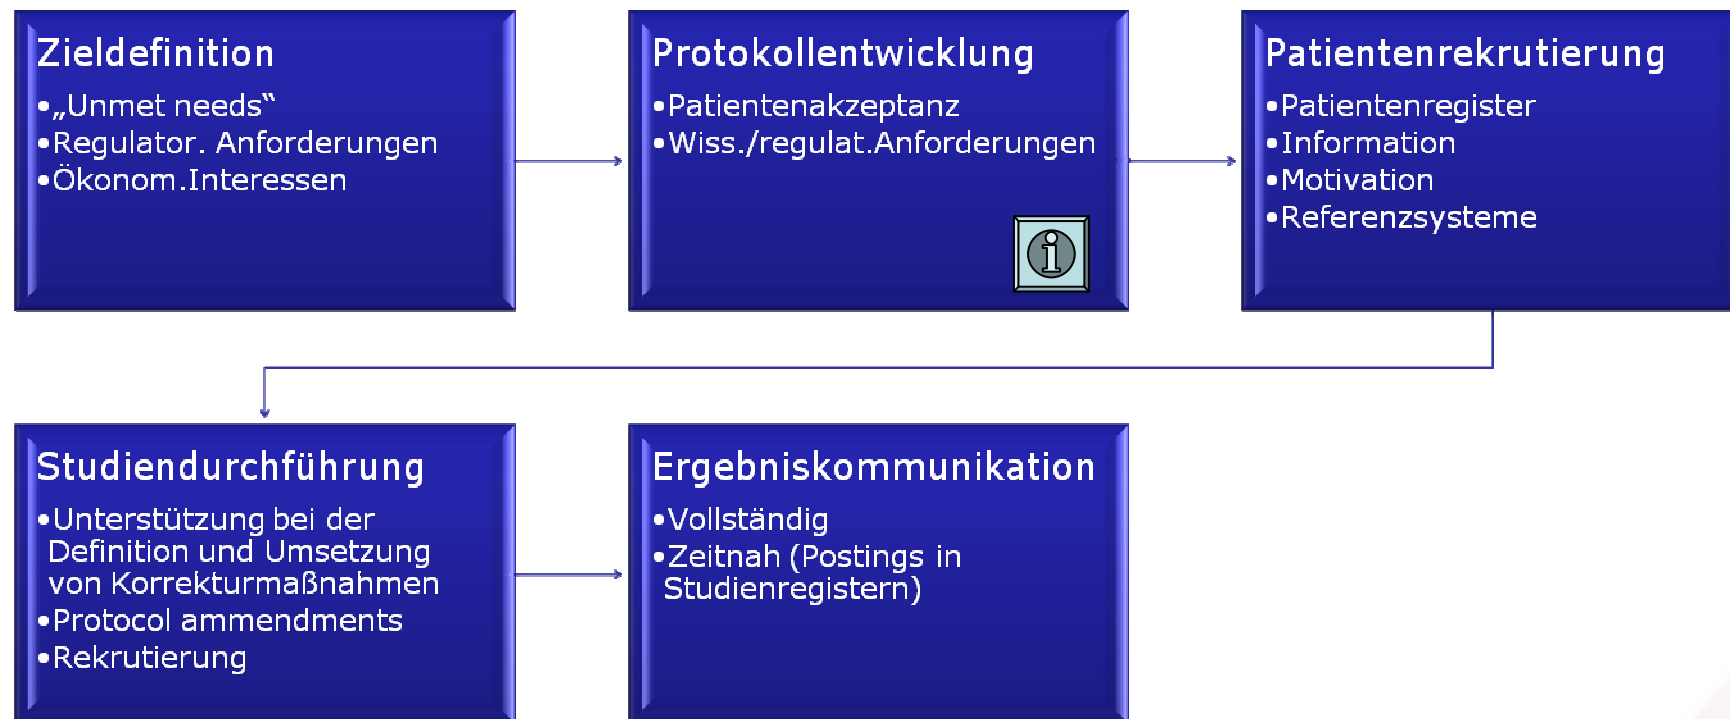 Zieldefinition
•„Unmet needs“
•Regulator. Anforderungen
•Ökonom.Interessen
Protokollentwicklung
•Patientenakzeptanz
•Wiss./regulat.Anforderungen
Patientenrekrutierung
•Patientenregister
•Information
•Motivation
•Referenzsysteme
Studiendurchführung
•Unterstützung bei der
Definition und Umsetzung
von Korrekturmaßnahmen
•Protocol ammendments
•Rekrutierung
Ergebniskommunikation
•Vollständig
•Zeitnah (Postings in
Studienregistern)